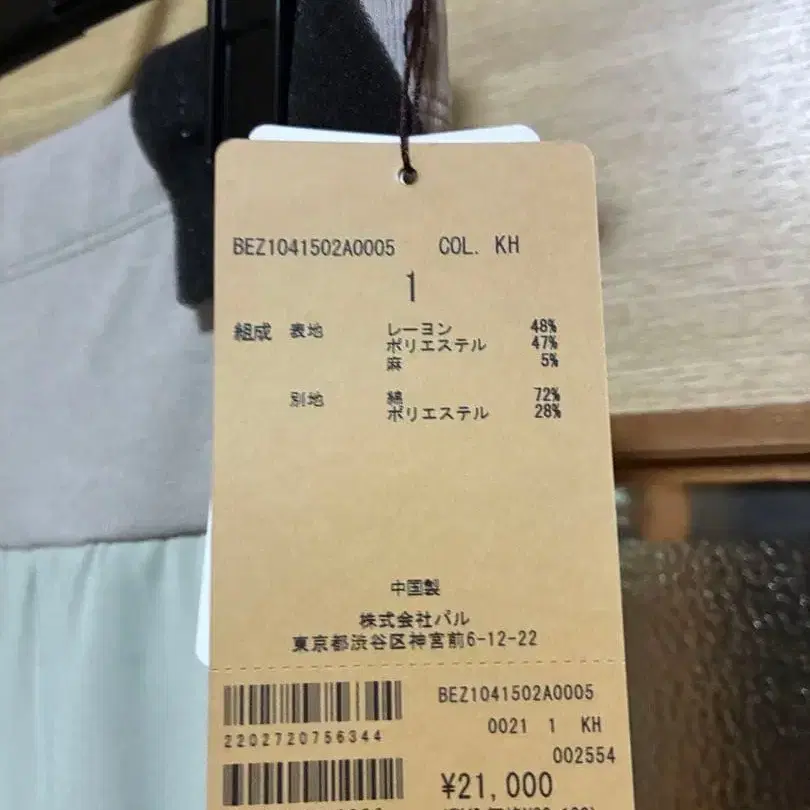 BEZ1041502A0005 COL. KH
1
組成 表地 レーヨン 48%
ポリエステル 47%
麻 5%
別地 綿 72%
ポリエステル 28%
中国製
株式会社パル
東京都渋谷区神宮前6-12-22
BEZ1041502A0005
0021 1 KH
2202720756344
002554
¥21,000